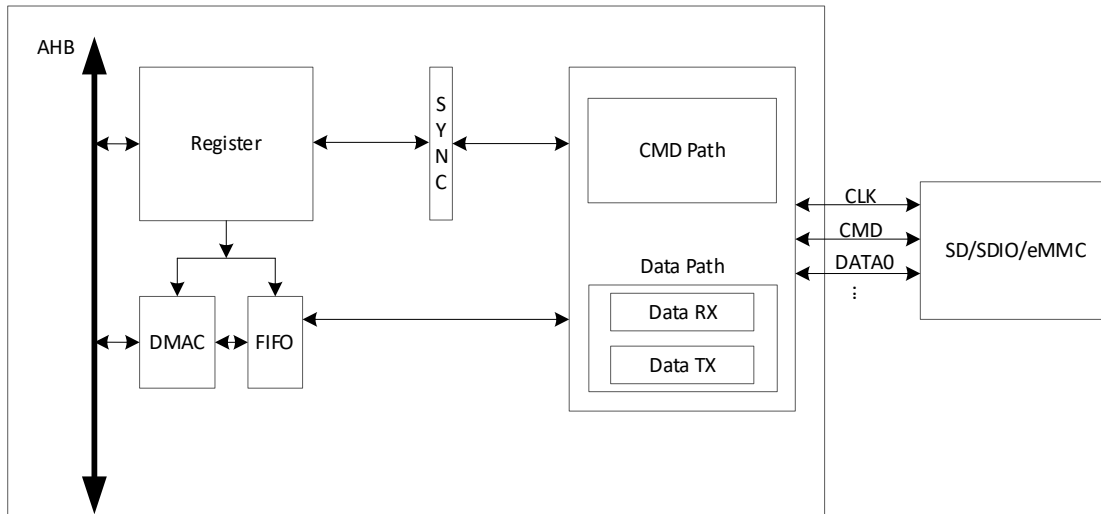 AHB
Register
S
Y
N
C
CMD Path
CLK
CMD
DATA0
...
SD/SDIO/eMMC
Data Path
Data RX
Data TX
DMAC
FIFO